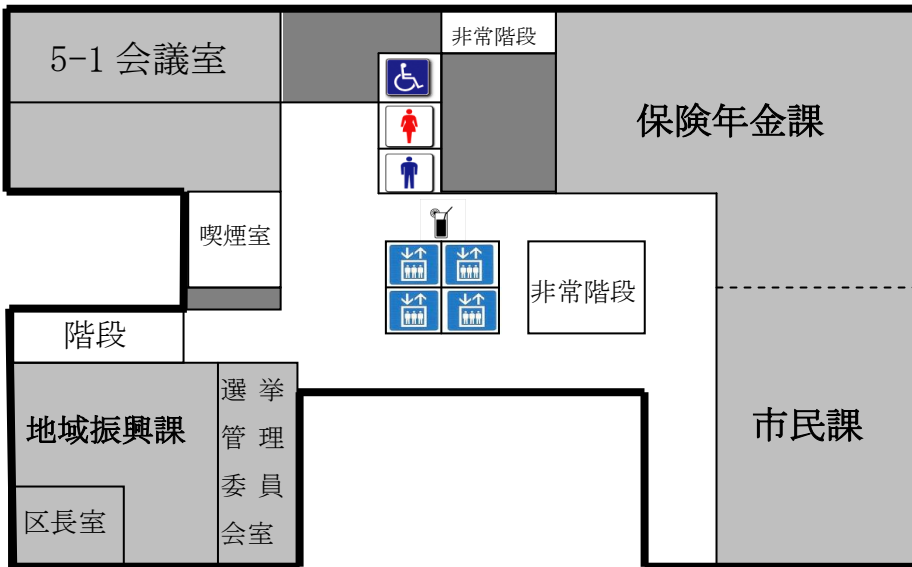 5-1 会議室
非常階段
保険年金課
喫煙室
非常階段
階段
地域振興課
選挙
管理
委員
会室
市民課
区長室